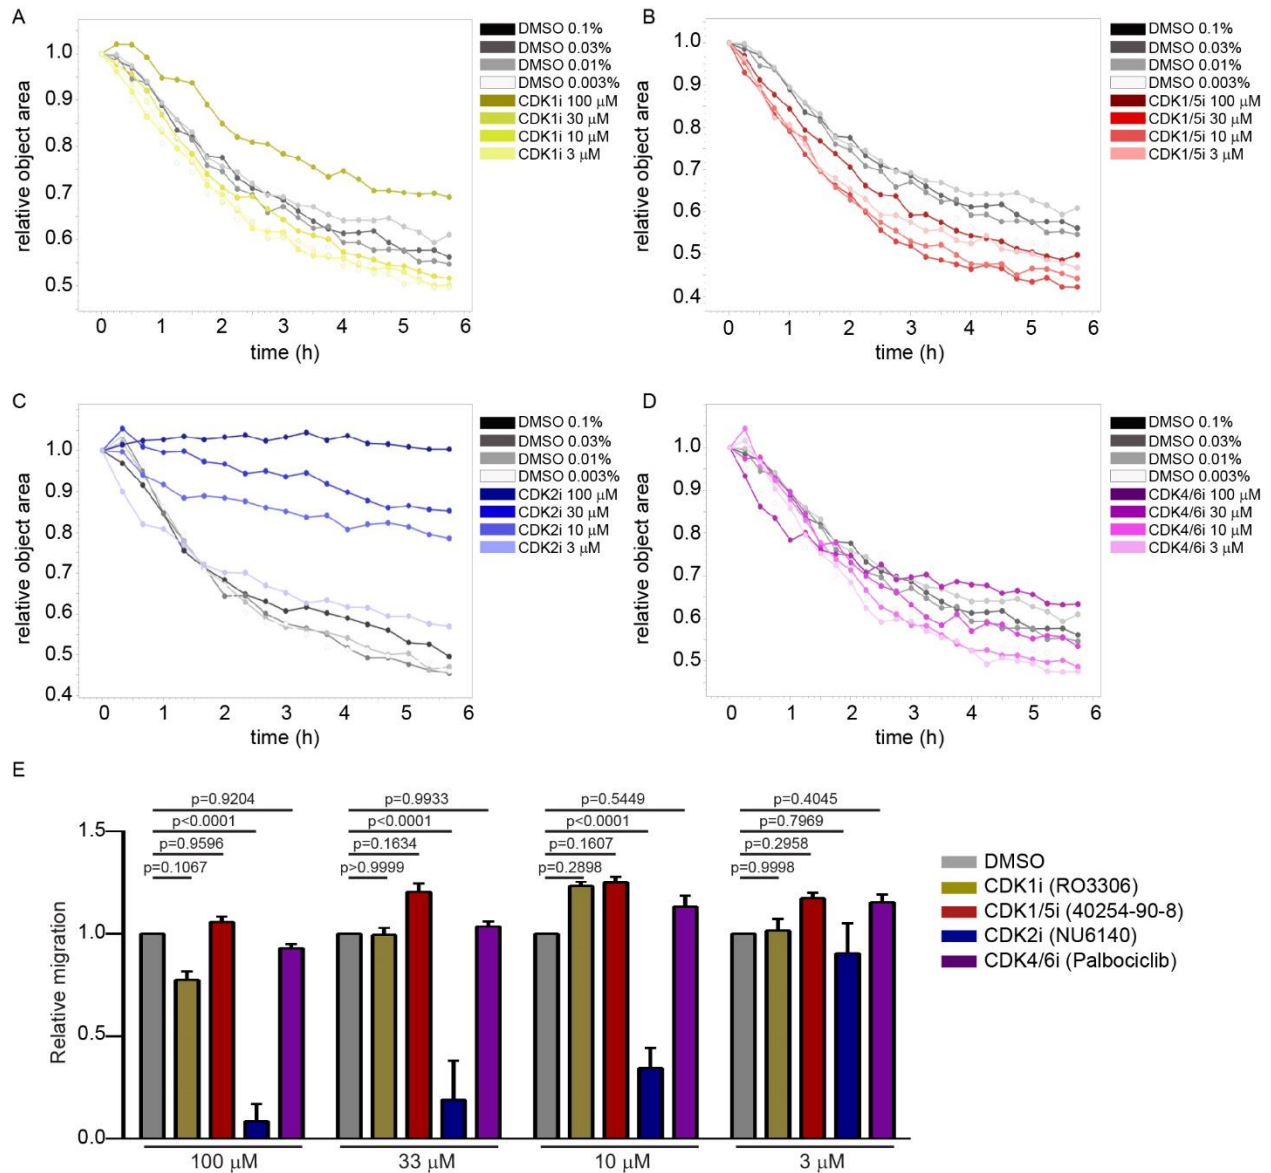 A
relative object area
1.0
0.9
0.8
0.7
0.6
0.5
0 1 2 3 4 5 6
time (h)
DMSO 0.1%
DMSO 0.03%
DMSO 0.01%
DMSO 0.003%
CDK1i 100 μM
CDK1i 30 μM
CDK1i 10 μM
CDK1i 3 μM
B
relative object area
1.0
0.9
0.8
0.7
0.6
0.5
0.4
0 1 2 3 4 5 6
time (h)
DMSO 0.1%
DMSO 0.03%
DMSO 0.01%
DMSO 0.003%
CDK1/5i 100 μM
CDK1/5i 30 μM
CDK1/5i 10 μM
CDK1/5i 3 μM
C
relative object area
1.0
0.9
0.8
0.7
0.6
0.5
0.4
0 1 2 3 4 5 6
time (h)
DMSO 0.1%
DMSO 0.03%
DMSO 0.01%
DMSO 0.003%
CDK2i 100 μM
CDK2i 30 μM
CDK2i 10 μM
CDK2i 3 μM
D
relative object area
1.0
0.9
0.8
0.7
0.6
0.5
0 1 2 3 4 5 6
time (h)
DMSO 0.1%
DMSO 0.03%
DMSO 0.01%
DMSO 0.003%
CDK4/6i 100 μM
CDK4/6i 30 μM
CDK4/6i 10 μM
CDK4/6i 3 μM
E
Relative migration
1.5
1.0
0.5
0.0
p=0.9204
p<0.0001
p=0.9596
p=0.1067
p=0.9933
p<0.0001
p=0.1634
p>0.9999
p=0.5449
p<0.0001
p=0.1607
p=0.2898
p=0.4045
p=0.7969
p=0.2958
p=0.9998
100 μM
33 μM
10 μM
3 μM
DMSO
CDK1i (RO3306)
CDK1/5i (40254-90-8)
CDK2i (NU6140)
CDK4/6i (Palbociclib)